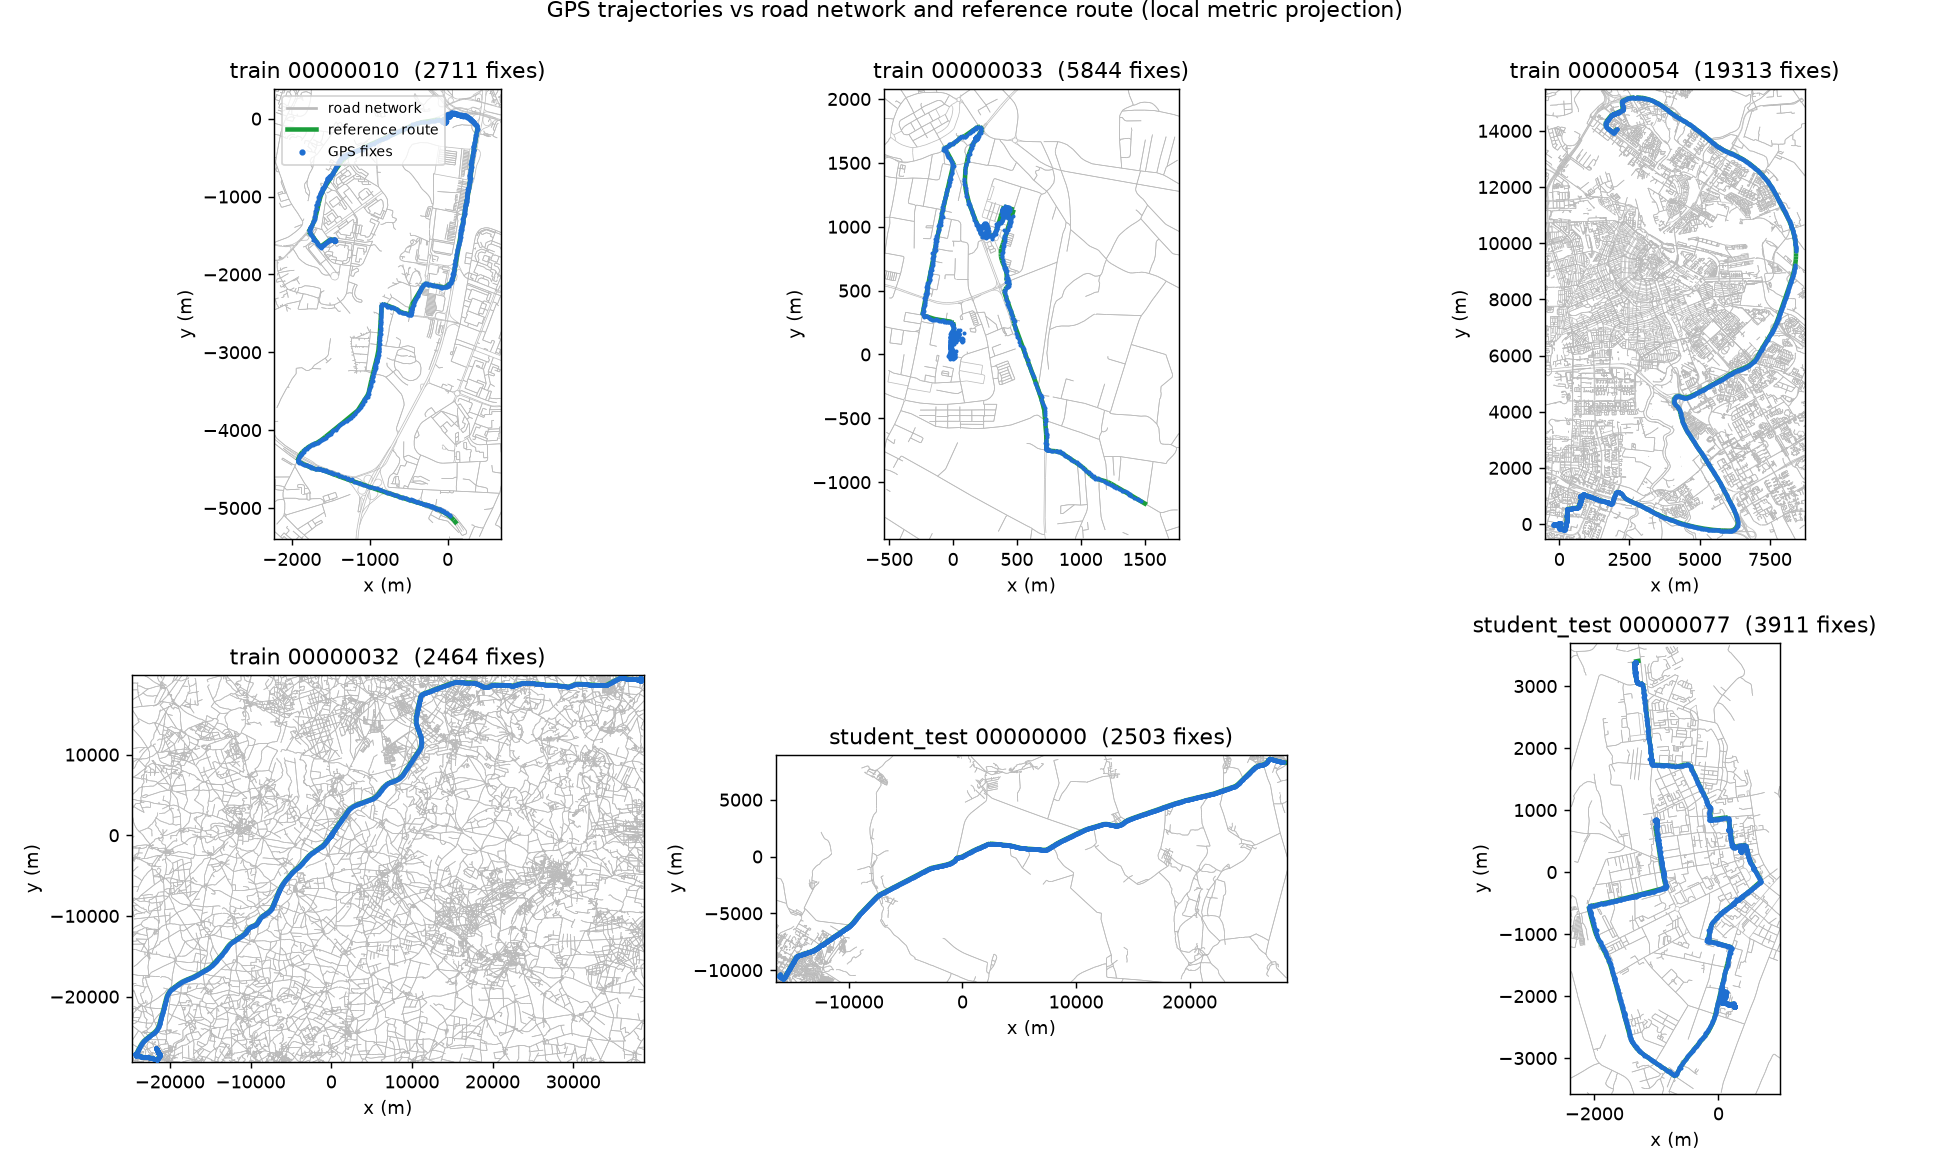 GPS trajectories vs road network and reference route (local metric projection)
train 00000010 (2711 fixes)
road network
reference route
GPS fixes
0
−1000
−2000
−3000
−4000
−5000
y (m)
−2000 −1000 0
x (m)
train 00000033 (5844 fixes)
2000
1500
1000
500
0
−500
−1000
y (m)
−500 0 500 1000 1500
x (m)
train 00000054 (19313 fixes)
14000
12000
10000
8000
6000
4000
2000
0
y (m)
0 2500 5000 7500
x (m)
train 00000032 (2464 fixes)
10000
0
−10000
−20000
y (m)
−20000 −10000 0 10000 20000 30000
x (m)
student_test 00000000 (2503 fixes)
5000
0
−5000
−10000
y (m)
−10000 0 10000 20000
x (m)
student_test 00000077 (3911 fixes)
3000
2000
1000
0
−1000
−2000
−3000
y (m)
−2000 0
x (m)